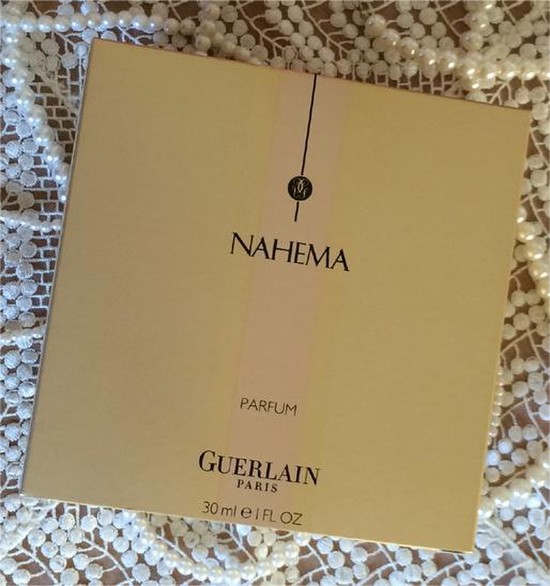 NAHEMA
PARFUM
GUERLAIN
PARIS
30 ml e 1 FL OZ